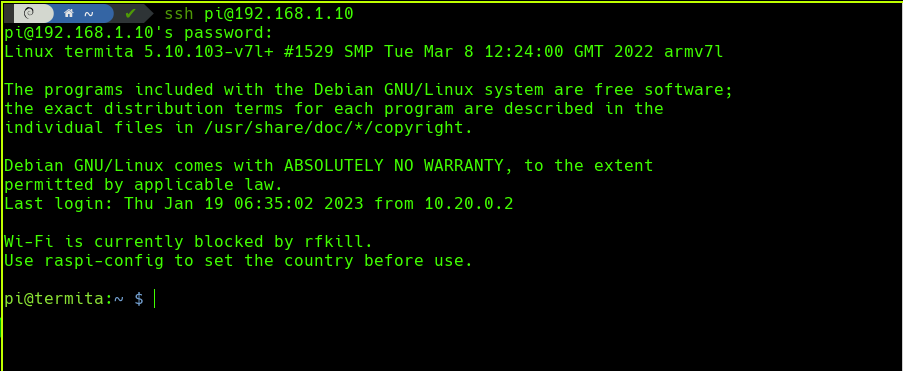 ~ ✔ ssh pi@192.168.1.10
pi@192.168.1.10's password:
Linux termita 5.10.103-v7l+ #1529 SMP Tue Mar 8 12:24:00 GMT 2022 armv7l
The programs included with the Debian GNU/Linux system are free software;
the exact distribution terms for each program are described in the
individual files in /usr/share/doc/*/copyright.
Debian GNU/Linux comes with ABSOLUTELY NO WARRANTY, to the extent
permitted by applicable law.
Last login: Thu Jan 19 06:35:02 2023 from 10.20.0.2
Wi-Fi is currently blocked by rfkill.
Use raspi-config to set the country before use.
pi@termita:~ $